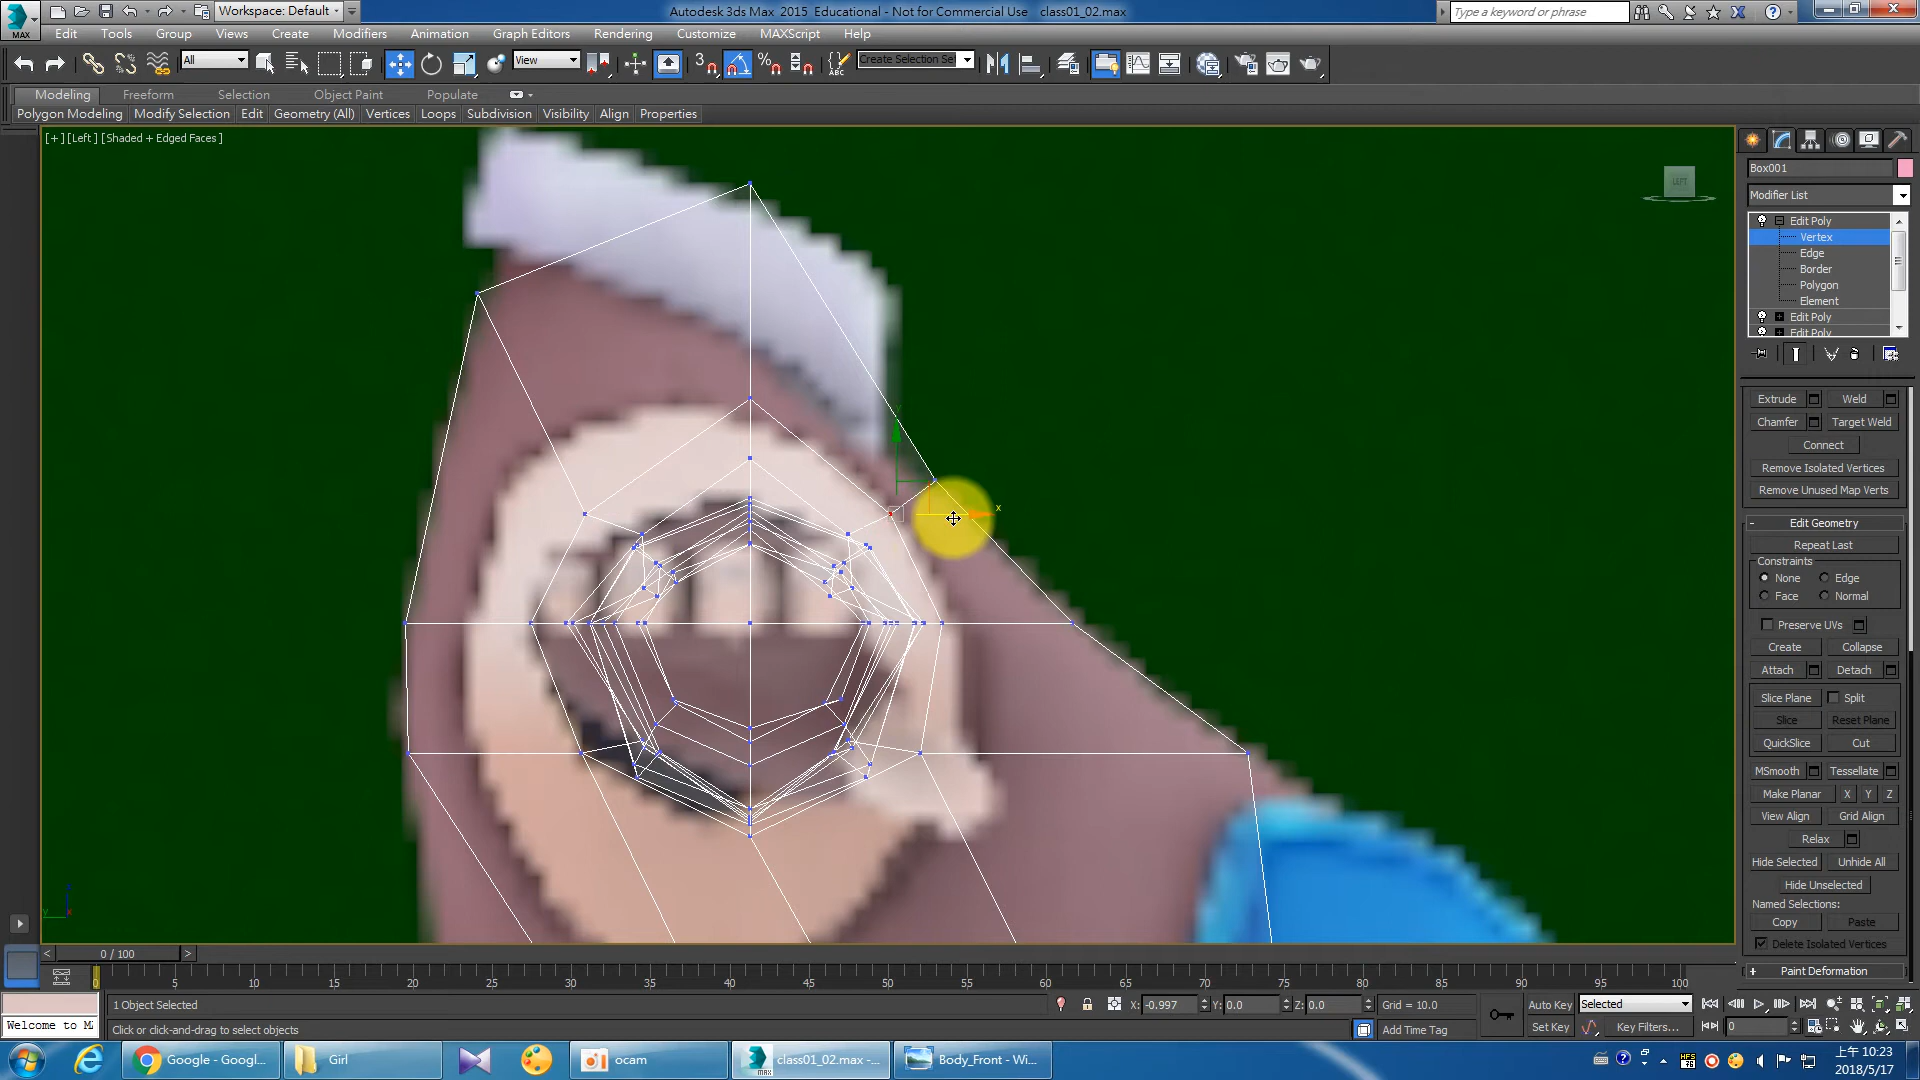 Workspace: Default
Autodesk 3ds Max 2015 Educational - Not for Commercial Use class01_02.max
Type a keyword or phrase
MAX
Edit Tools Group Views Create Modifiers Animation Graph Editors Rendering Customize MAXScript Help
All
View
3
ABC
Create Selection Se
Modeling Freeform Selection Object Paint Populate
Polygon Modeling Modify Selection Edit Geometry (All) Vertices Loops Subdivision Visibility Align Properties
[+] [Left] [Shaded + Edged Faces ]
LEFT
x
Box001
Modifier List
Edit Poly
Vertex
Edge
Border
Polygon
Element
Edit Poly
Edit Poly
Extrude Weld
Chamfer Target Weld
Connect
Remove Isolated Vertices
Remove Unused Map Verts
- Edit Geometry
Repeat Last
Constraints
None Edge
Face Normal
Preserve UVs
Create Collapse
Attach Detach
Slice Plane Split
Slice Reset Plane
QuickSlice Cut
MSmooth Tessellate
Make Planar X Y Z
View Align Grid Align
Relax
Hide Selected Unhide All
Hide Unselected
Named Selections:
Copy Paste
Delete Isolated Vertices
+ Paint Deformation
< 0 / 100 >
5 10 15 20 25 30 35 40 45 50 55 60 65 70 75 80 85 90 95 100
1 Object Selected
X: -0.997 Y: 0.0 Z: 0.0 Grid = 10.0
Auto Key Selected
Welcome to M
Click or click-and-drag to select objects
Add Time Tag
Set Key Key Filters... 0
Google - Googl...
Girl
ocam
class01_02.max -...
Body_Front - Wi...
上午 10:23
2018/5/17